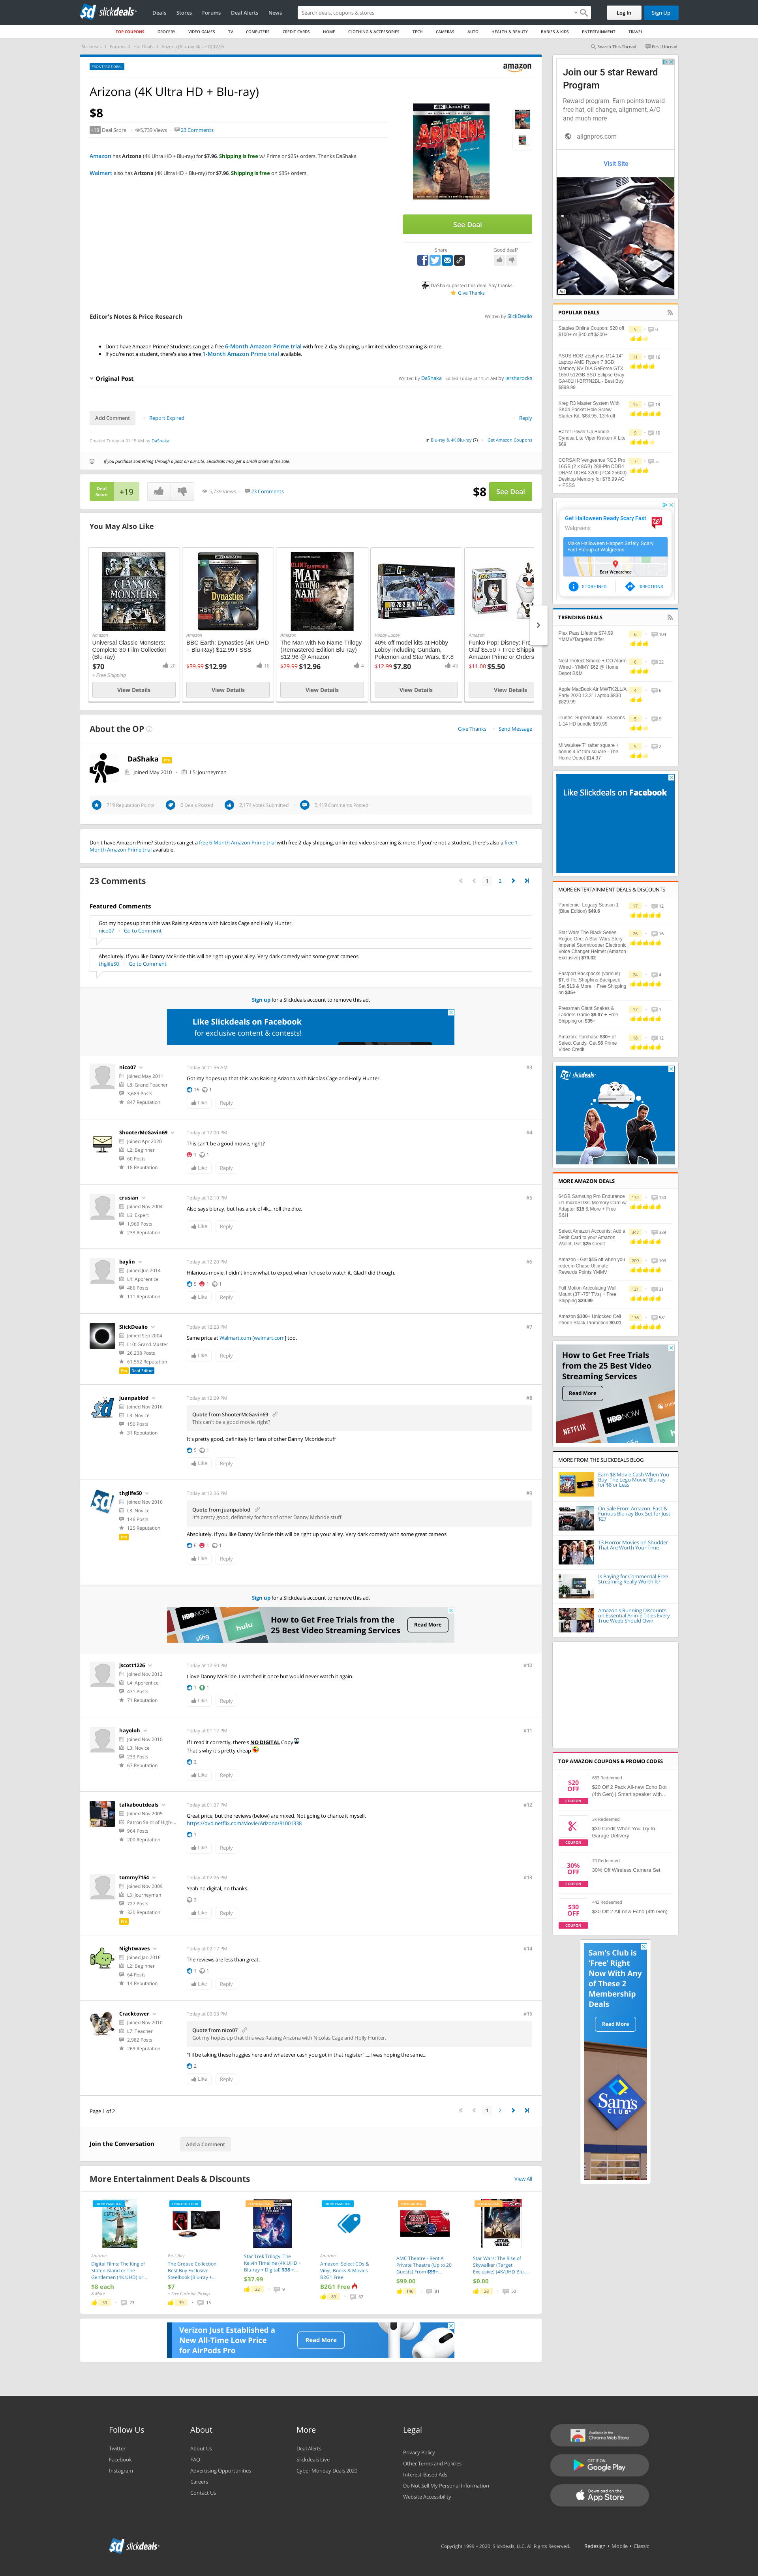 slickdeals
Deals Stores Forums Deal Alerts News
Search deals, coupons & stores
Log In Sign Up
TOP COUPONS GROCERY VIDEO GAMES TV COMPUTERS CREDIT CARDS HOME CLOTHING & ACCESSORIES TECH CAMERAS AUTO HEALTH & BEAUTY BABIES & KIDS ENTERTAINMENT TRAVEL
Slickdeals Forums Hot Deals Arizona (Blu-ray 4K UHD) $7.96
Search This Thread First Unread
FRONTPAGE DEAL
amazon
Arizona (4K Ultra HD + Blu-ray)
$8
+19 Deal Score 5,739 Views 23 Comments
Amazon has Arizona (4K Ultra HD + Blu-ray) for $7.96. Shipping is free w/ Prime or $25+ orders. Thanks DaShaka
Walmart also has Arizona (4K Ultra HD + Blu-ray) for $7.96. Shipping is free on $35+ orders.
See Deal
Share
Good deal?
DaShaka posted this deal. Say thanks!
Give Thanks
Editor's Notes & Price Research
Written by SlickDealio
Don't have Amazon Prime? Students can get a free 6-Month Amazon Prime trial with free 2-day shipping, unlimited video streaming & more.
If you're not a student, there's also a free 1-Month Amazon Prime trial available.
Original Post
Written by DaShaka Edited Today at 11:51 AM by jersharocks
Add Comment Report Expired
Reply
Created Today at 01:15 AM by DaShaka
in Blu-ray & 4k Blu-ray (7) Get Amazon Coupons
If you purchase something through a post on our site, Slickdeals may get a small share of the sale.
Deal Score +19
5,739 Views 23 Comments
$8 See Deal
You May Also Like
Amazon
Universal Classic Monsters: Complete 30-Film Collection (Blu-ray)
$70
+ Free Shipping
View Details
Amazon
BBC Earth: Dynasties (4K UHD + Blu-Ray) $12.99 FSSS
$39.99 $12.99
View Details
Amazon
The Man with No Name Trilogy (Remastered Edition Blu-ray) $12.96 @ Amazon
$29.99 $12.96
View Details
Hobby Lobby
40% off model kits at Hobby Lobby including Gundam, Pokemon and Star Wars. $7.8
$12.99 $7.80
View Details
Amazon
Funko Pop! Disney: Fro
Olaf $5.50 + Free Shippi
Amazon Prime or Orders
$11.00 $5.50
View Details
About the OP
Give Thanks Send Message
DaShaka Pro
Joined May 2010 L5: Journeyman
719 Reputation Points 0 Deals Posted 2,174 Votes Submitted 3,419 Comments Posted
Don't have Amazon Prime? Students can get a free 6-Month Amazon Prime trial with free 2-day shipping, unlimited video streaming & more. If you're not a student, there's also a free 1-
Month Amazon Prime trial available.
23 Comments
1 2
Featured Comments
Got my hopes up that this was Raising Arizona with Nicolas Cage and Holly Hunter.
nico07 Go to Comment
Absolutely. If you like Danny McBride this will be right up your alley. Very dark comedy with some great cameos
thglife50 Go to Comment
Sign up for a Slickdeals account to remove this ad.
Like Slickdeals on Facebook
for exclusive content & contests!
nico07
Joined May 2011
L8: Grand Teacher
3,689 Posts
847 Reputation
Today at 11:56 AM
#3
Got my hopes up that this was Raising Arizona with Nicolas Cage and Holly Hunter.
16 1
Like Reply
ShooterMcGavin69
Joined Apr 2020
L2: Beginner
60 Posts
18 Reputation
Today at 12:00 PM
#4
This can't be a good movie, right?
1 1
Like Reply
crusian
Joined Nov 2004
L6: Expert
1,969 Posts
233 Reputation
Today at 12:10 PM
#5
Also says bluray, but has a pic of 4k... roll the dice.
Like Reply
baylin
Joined Jun 2014
L4: Apprentice
486 Posts
111 Reputation
Today at 12:20 PM
#6
Hilarious movie. I didn't know what to expect when I chose to watch it. Glad I did though.
5 1 1
Like Reply
SlickDealio
Joined Sep 2004
L10: Grand Master
26,238 Posts
61,552 Reputation
Pro Deal Editor
Today at 12:23 PM
#7
Same price at Walmart.com [walmart.com] too.
Like Reply
juanpablod
Joined Nov 2016
L3: Novice
150 Posts
31 Reputation
Today at 12:29 PM
#8
Quote from ShooterMcGavin69
This can't be a good movie, right?
It's pretty good, definitely for fans of other Danny Mcbride stuff
5 1
Like Reply
thglife50
Joined Nov 2016
L3: Novice
146 Posts
125 Reputation
Pro
Today at 12:36 PM
#9
Quote from juanpablod
It's pretty good, definitely for fans of other Danny Mcbride stuff
Absolutely. If you like Danny McBride this will be right up your alley. Very dark comedy with some great cameos
6 1 1
Like Reply
Sign up for a Slickdeals account to remove this ad.
HBO NOW hulu
How to Get Free Trials from the
25 Best Video Streaming Services
Read More
jscott1226
Joined Nov 2012
L4: Apprentice
431 Posts
71 Reputation
Today at 12:50 PM
#10
I love Danny McBride. I watched it once but would never watch it again.
1 1
Like Reply
hayoloh
Joined Nov 2010
L3: Novice
233 Posts
67 Reputation
Today at 01:12 PM
#11
If I read it correctly, there's NO DIGITAL Copy
That's why it's pretty cheap
2
Like Reply
talkaboutdeals
Joined Nov 2005
Patron Saint of High-...
964 Posts
200 Reputation
Today at 01:37 PM
#12
Great price, but the reviews (below) are mixed. Not going to chance it myself.
https://dvd.netflix.com/Movie/Arizona/81001338
1
Like Reply
tommy7154
Joined Nov 2009
L5: Journeyman
727 Posts
320 Reputation
Pro
Today at 02:06 PM
#13
Yeah no digital, no thanks.
2
Like Reply
Nightwaves
Joined Jan 2016
L2: Beginner
64 Posts
14 Reputation
Today at 02:17 PM
#14
The reviews are less than great.
1 1
Like Reply
Cracktower
Joined Nov 2010
L7: Teacher
2,982 Posts
269 Reputation
Today at 03:03 PM
#15
Quote from nico07
Got my hopes up that this was Raising Arizona with Nicolas Cage and Holly Hunter.
"I'll be taking these huggies here and whatever cash you got in that register".....I was hoping the same...
2
Like Reply
Page 1 of 2
1 2
Join the Conversation Add a Comment
More Entertainment Deals & Discounts
View All
Amazon
Digital Films: The King of Staten Island or The Gentlemen (4K UHD) or...
$8 each
& More
Best Buy
The Grease Collection Best Buy Exclusive Steelbook (Blu-ray +...
$7
+ Free Curbside Pickup
Star Trek Trilogy: The Kelvin Timeline (4K UHD + Blu-ray + Digital) $38 +...
$37.99
Amazon
Amazon: Select CDs & Vinyl, Books & Movies B2G1 Free
B2G1 Free
AMC Theatre - Rent A Private Theatre (Up to 20 Guests) From $99+...
$99.00
Star Wars: The Rise of Skywalker (Target Exclusive) (4K/UHD Blu...
$0.00
Verizon Just Established a
New All-Time Low Price
for AirPods Pro
Read More
Join our 5 star Reward Program
Reward program. Earn points toward free hat, oil change, alignment, A/C and much more
alignpros.com
Visit Site
POPULAR DEALS
Staples Online Coupon: $20 off $100+ or $40 off $200+
ASUS ROG Zephyrus G14 14" Laptop AMD Ryzen 7 8GB Memory NVIDIA GeForce GTX 1650 512GB SSD Eclipse Gray GA401IH-BR7N2BL - Best Buy $899.99
Kreg R3 Master System With SK04 Pocket Hole Screw Starter Kit. $68.95, 13% off
Razer Power Up Bundle – Cynosa Lite Viper Kraken X Lite $69
CORSAIR Vengeance RGB Pro 16GB (2 x 8GB) 288-Pin DDR4 DRAM DDR4 3200 (PC4 25600) Desktop Memory for $76.99 AC + FSSS
Get Halloween Ready Scary Fast
Walgreens
Make Halloween Happen Safely. Scary Fast Pickup at Walgreens
East Wenatchee
STORE INFO DIRECTIONS
TRENDING DEALS
Plex Pass Lifetime $74.99 YMMV/Targeted Offer
Nest Protect Smoke + CO Alarm Wired - YMMY $62 @ Home Depot B&M
Apple MacBook Air MWTK2LL/A Early 2020 13.3" Laptop $830 $829.99
iTunes: Supernatural - Seasons 1-14 HD bundle $59.99
Milwaukee 7" rafter square + bonus 4.5" trim square - The Home Depot $14.97
Like Slickdeals on Facebook
MORE ENTERTAINMENT DEALS & DISCOUNTS
Pandemic: Legacy Season 1 (Blue Edition) $49.6
Star Wars The Black Series Rogue One: A Star Wars Story Imperial Stormtrooper Electronic Voice Changer Helmet (Amazon Exclusive) $79.32
Eastport Backpacks (various) $7, 6-Pc. Shopkins Backpack Set $13 & More + Free Shipping on $35+
Pressman Giant Snakes & Ladders Game $9.97 + Free Shipping on $35+
Amazon: Purchase $30+ of Select Candy, Get $6 Prime Video Credit
slickdeals
MORE AMAZON DEALS
64GB Samsung Pro Endurance U1 microSDXC Memory Card w/ Adapter $15 & More + Free S&H
Select Amazon Accounts: Add a Debit Card to your Amazon Wallet, Get $25 Credit
Amazon - Get $15 off when you redeem Chase Ultimate Rewards Points YMMV
Full Motion Articulating Wall Mount (37"-75" TVs) + Free Shipping $29.99
Amazon $100+ Unlocked Cell Phone Stack Promotion $0.01
How to Get Free Trials
from the 25 Best Video
Streaming Services
Read More
NETFLIX HBO NOW hulu
MORE FROM THE SLICKDEALS BLOG
Earn $8 Movie Cash When You Buy 'The Lego Movie' Blu-ray for $8 or Less
On Sale From Amazon: Fast & Furious Blu-ray Box Set for Just $27
13 Horror Movies on Shudder That Are Worth Your Time
Is Paying for Commercial-Free Streaming Really Worth It?
Amazon's Running Discounts on Essential Anime Titles Every True Weeb Should Own
TOP AMAZON COUPONS & PROMO CODES
$20 OFF COUPON
683 Redeemed
$20 Off 2 Pack All-new Echo Dot (4th Gen) | Smart speaker with...
COUPON
3k Redeemed
$30 Credit When You Try In-Garage Delivery
30% OFF COUPON
79 Redeemed
30% Off Wireless Camera Set
$30 OFF COUPON
442 Redeemed
$30 Off 2 All-new Echo (4th Gen)
Sam's Club is
'Free' Right
Now With Any
of These 2
Membership
Deals
Read More
Sam's CLUB
Follow Us
Twitter
Facebook
Instagram
About
About Us
FAQ
Advertising Opportunities
Careers
Contact Us
More
Deal Alerts
Slickdeals Live
Cyber Monday Deals 2020
Legal
Privacy Policy
Other Terms and Policies
Interest-Based Ads
Do Not Sell My Personal Information
Website Accessibility
Available in the Chrome Web Store
GET IT ON Google Play
Download on the App Store
slickdeals
Copyright 1999 - 2020. Slickdeals, LLC. All Rights Reserved. Redesign • Mobile • Classic